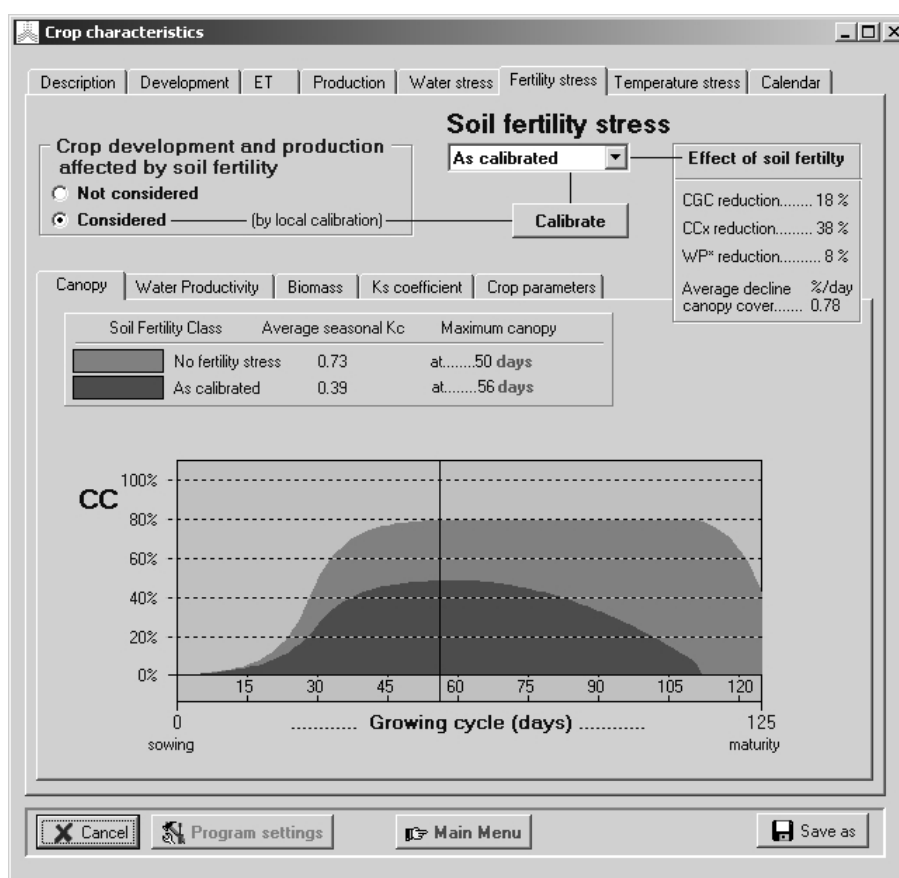 Crop characteristics
Description Development ET Production Water stress Fertility stress Temperature stress Calendar
Soil fertility stress
Crop development and production
affected by soil fertility
Not considered
Considered (by local calibration)
As calibrated
Calibrate
Effect of soil fertilty
CGC reduction....... 18 %
CCx reduction......... 38 %
WP* reduction.......... 8 %
Average decline %/day
canopy cover....... 0.78
Canopy Water Productivity Biomass Ks coefficient Crop parameters
Soil Fertility Class Average seasonal Kc Maximum canopy
No fertility stress 0.73 at........50 days
As calibrated 0.39 at........56 days
CC
100%
80%
60%
40%
20%
0%
15 30 45 60 75 90 105 120
0 ........... Growing cycle (days) ........... 125
sowing maturity
Cancel Program settings Main Menu Save as